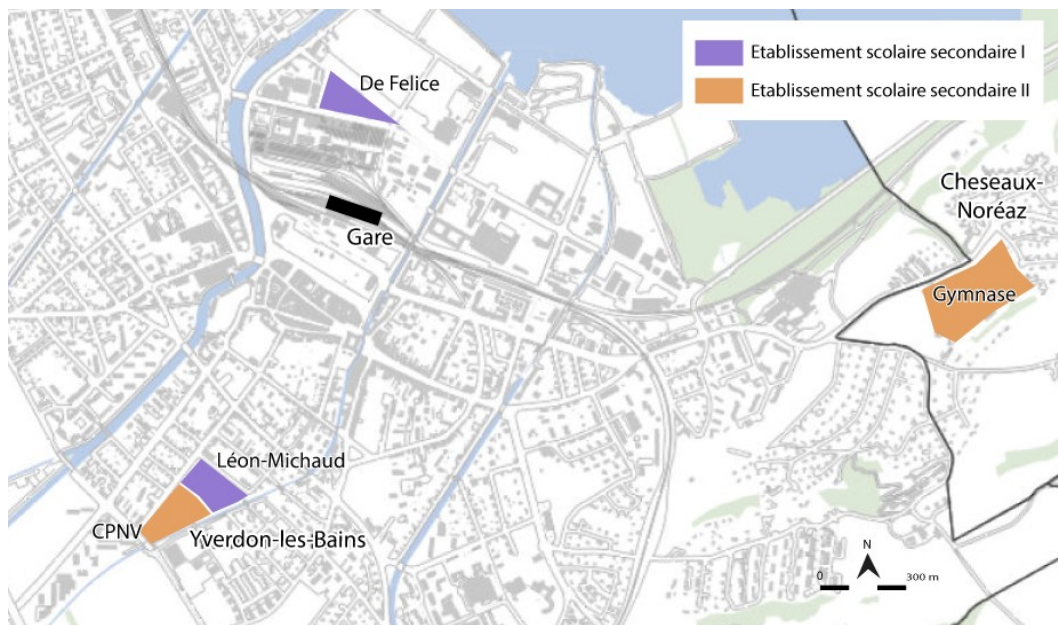 Etablissement scolaire secondaire I
Etablissement scolaire secondaire II
De Felice
Cheseaux-
Noréaz
Gare
Gymnase
Léon-Michaud
CPNV
Yverdon-les-Bains
N
0
300 m